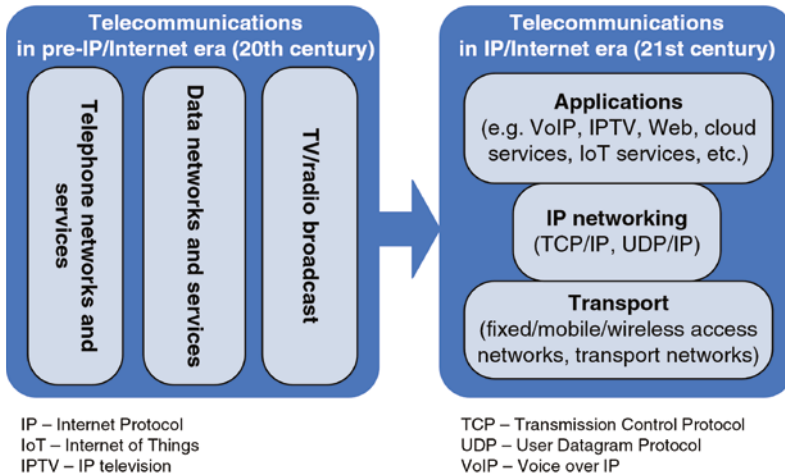 Telecommunications
in pre-IP/Internet era (20th century)
Telephone networks and
services
Data networks and services
TV/radio broadcast
Telecommunications
in IP/Internet era (21st century)
Applications
(e.g. VoIP, IPTV, Web, cloud
services, IoT services, etc.)
IP networking
(TCP/IP, UDP/IP)
Transport
(fixed/mobile/wireless access
networks, transport networks)
IP – Internet Protocol
IoT – Internet of Things
IPTV – IP television
TCP – Transmission Control Protocol
UDP – User Datagram Protocol
VoIP – Voice over IP